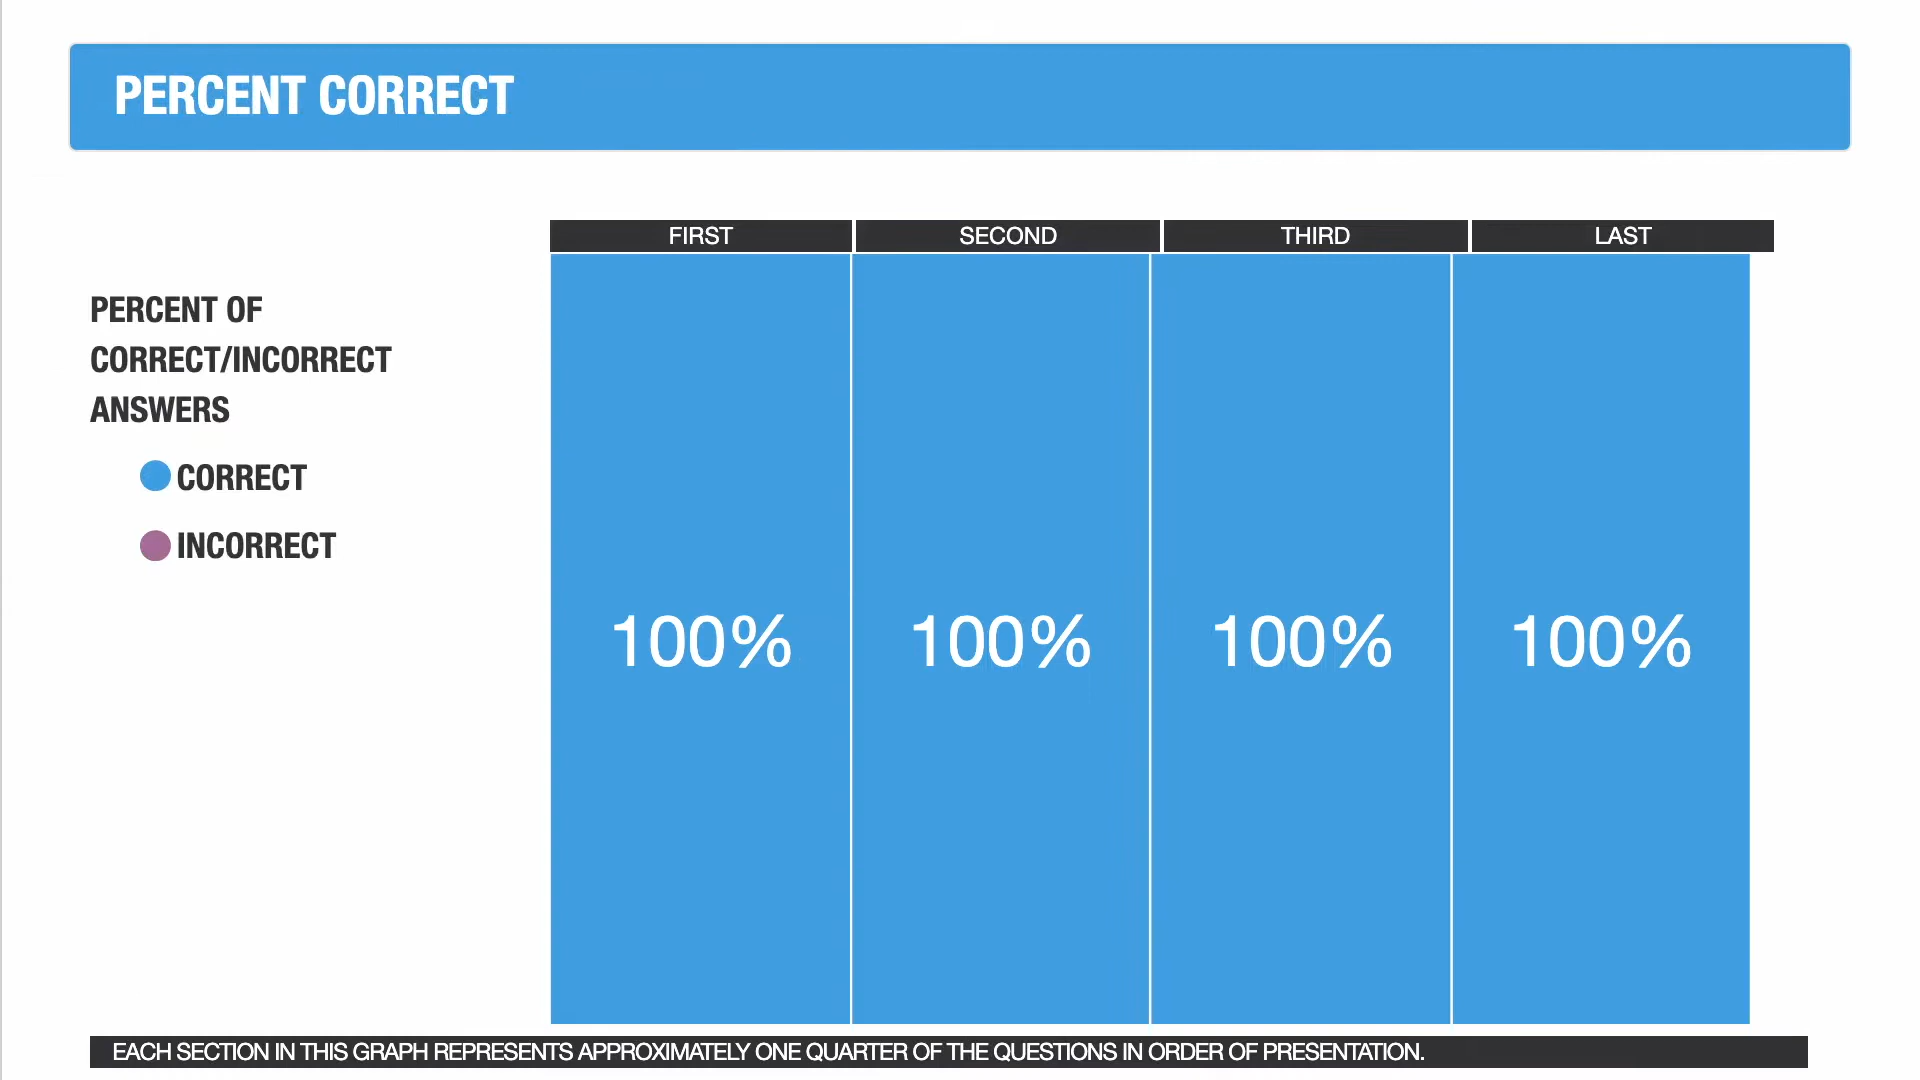 PERCENT CORRECT
FIRST SECOND THIRD LAST
PERCENT OF
CORRECT/INCORRECT
ANSWERS
CORRECT
INCORRECT
100% 100% 100% 100%
EACH SECTION IN THIS GRAPH REPRESENTS APPROXIMATELY ONE QUARTER OF THE QUESTIONS IN ORDER OF PRESENTATION.